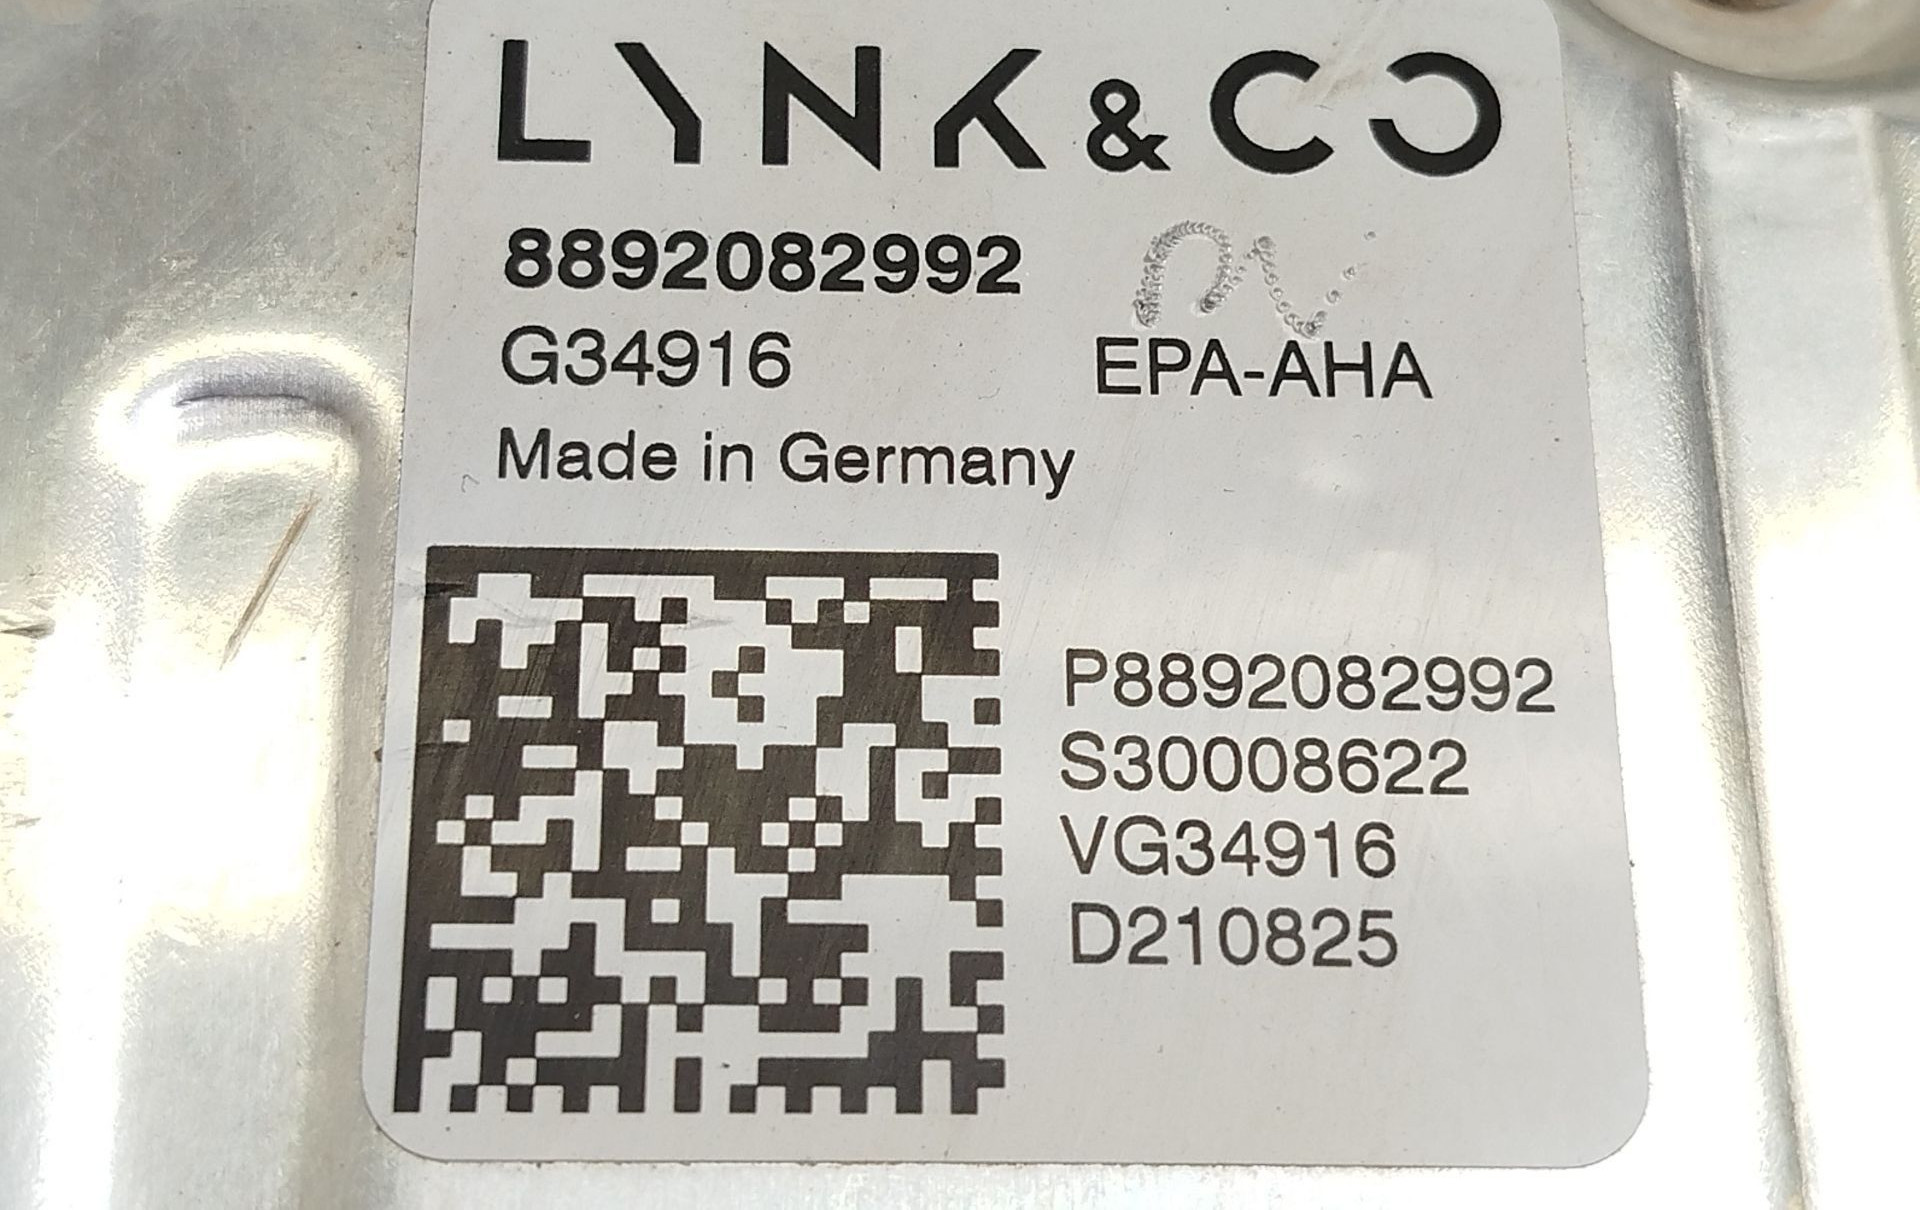 LYNK & CO
8892082992
G34916 EPA-AHA
Made in Germany
P8892082992
S30008622
VG34916
D210825